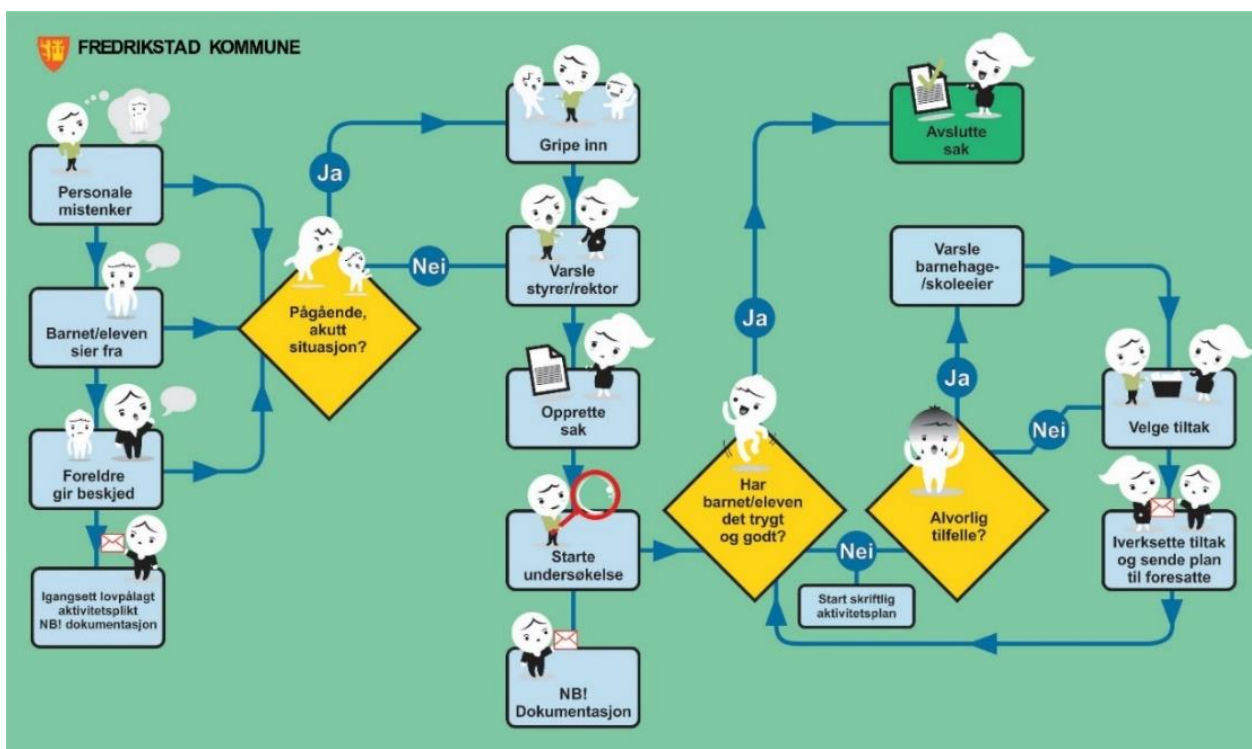 FREDRIKSTAD KOMMUNE
Personale
mistenker
Barnet/eleven
sier fra
Foreldre
gir beskjed
Igangsett lovpålagt
aktivitetsplikt
NB! dokumentasjon
Pågående,
akutt
situasjon?
Ja
Nei
Gripe inn
Varsle
styrer/rektor
Opprette
sak
Starte
undersøkelse
NB!
Dokumentasjon
Har
barnet/eleven
det trygt
og godt?
Ja
Avslutte
sak
Nei
Start skriftlig
aktivitetsplan
Alvorlig
tilfelle?
Ja
Varsle
barnehage-
/skoleeier
Nei
Velge tiltak
Iverksette tiltak
og sende plan
til foresatte